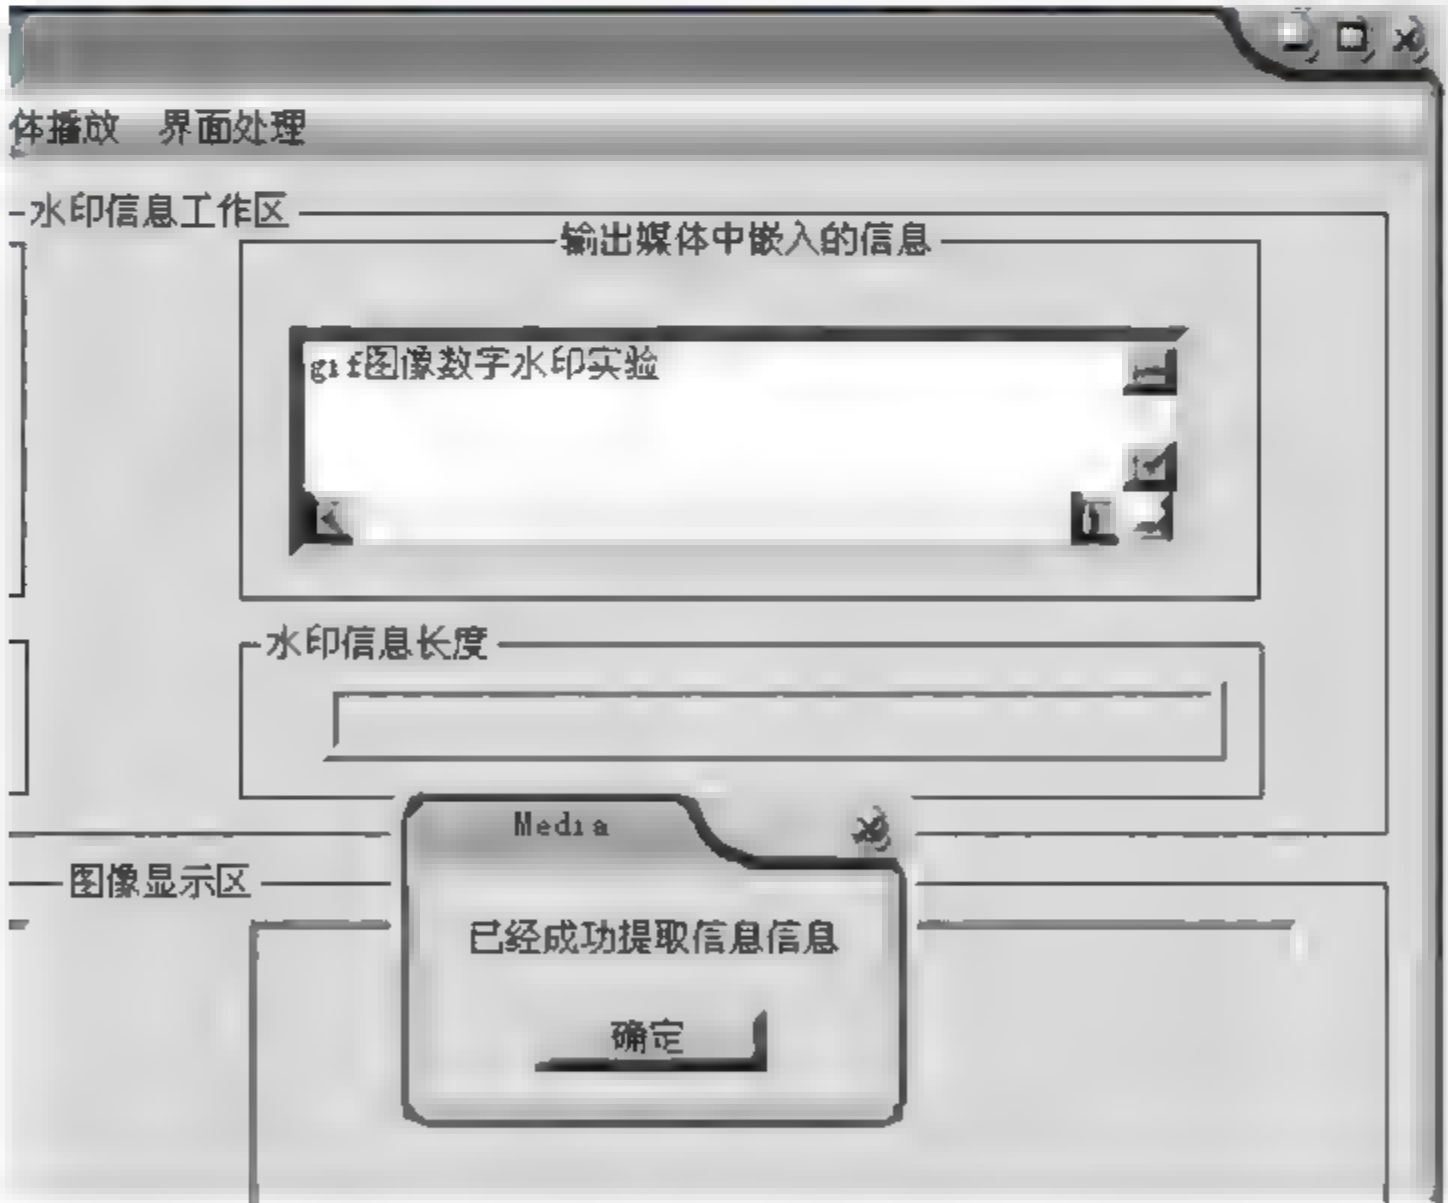 体播放 界面处理
水印信息工作区
输出媒体中嵌入的信息
gif图像数字水印实验
水印信息长度
Media
图像显示区
已经成功提取信息信息
确定